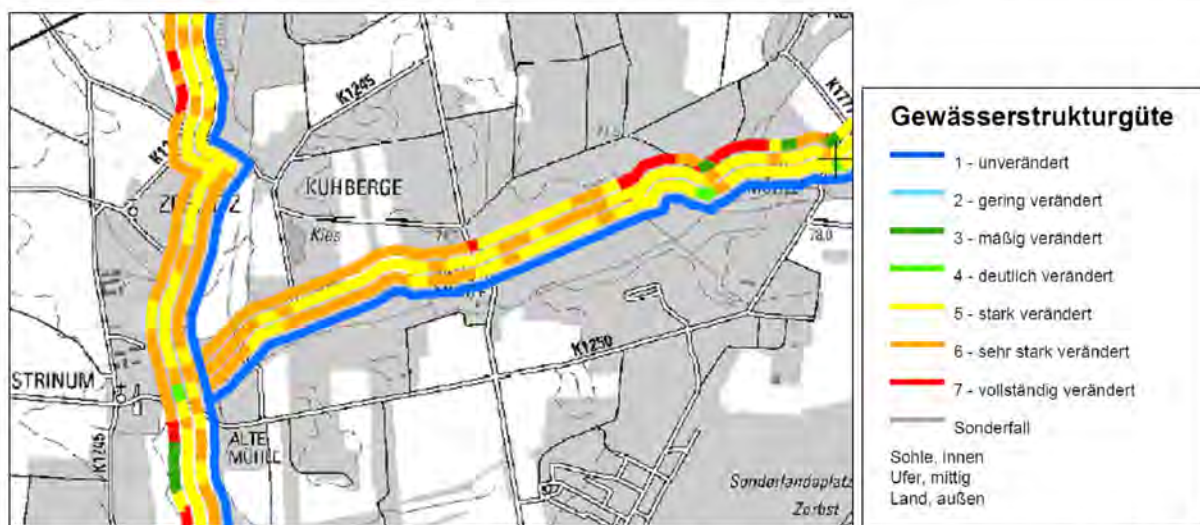 K1245
K1777
KUHBERGE
Kies
78,0
K1250
STRINUM
K1245
ALTE
MÜHLE
Sonderlandeplatz
Zerbst
Gewässerstrukturgüte
1 - unverändert
2 - gering verändert
3 - mäßig verändert
4 - deutlich verändert
5 - stark verändert
6 - sehr stark verändert
7 - vollständig verändert
Sonderfall
Sohle, innen
Ufer, mittig
Land, außen